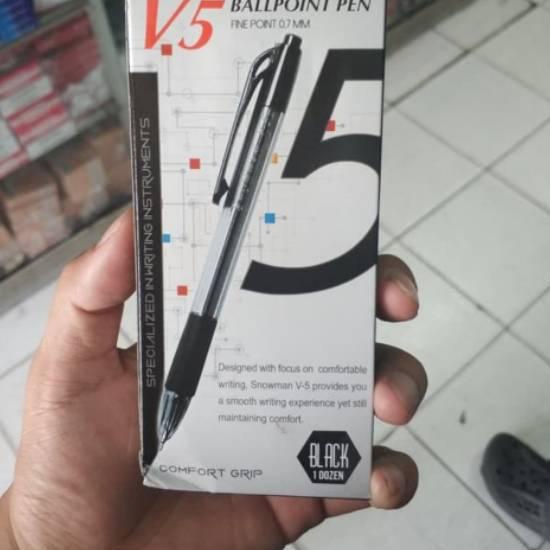 V5 BALLPOINT PEN
FINE POINT 0.7 MM
5
SPECIALIZED IN WRITING INSTRUMENTS
Designed with focus on comfortable
writing, Snowman V-5 provides you
a smooth writing experience yet still
maintaining comfort.
BLACK
1 DOZEN
COMFORT GRIP